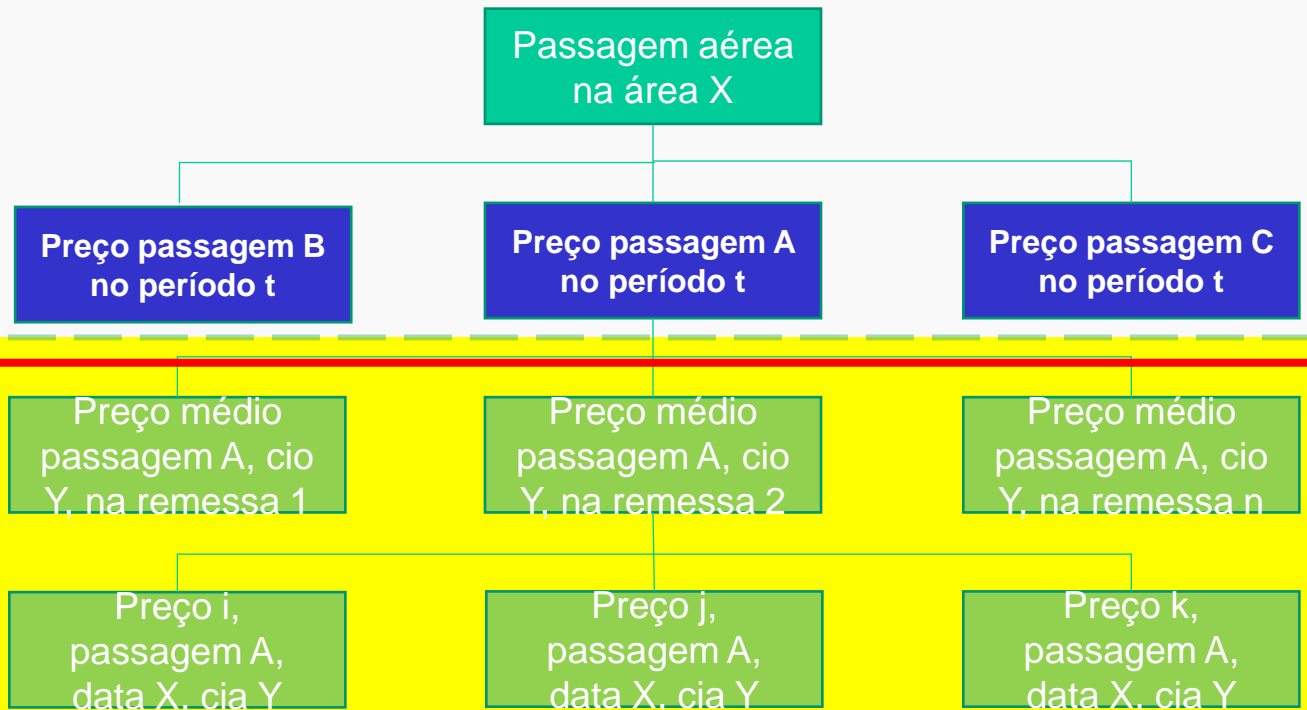 Passagem aérea
na área X
Preço passagem B
no período t
Preço passagem A
no período t
Preço passagem C
no período t
Preço médio
passagem A, cio
Y, na remessa 1
Preço médio
passagem A, cio
Y, na remessa 2
Preço médio
passagem A, cio
Y, na remessa n
Preço i,
passagem A,
data X, cia Y
Preço j,
passagem A,
data X, cia Y
Preço k,
passagem A,
data X, cia Y